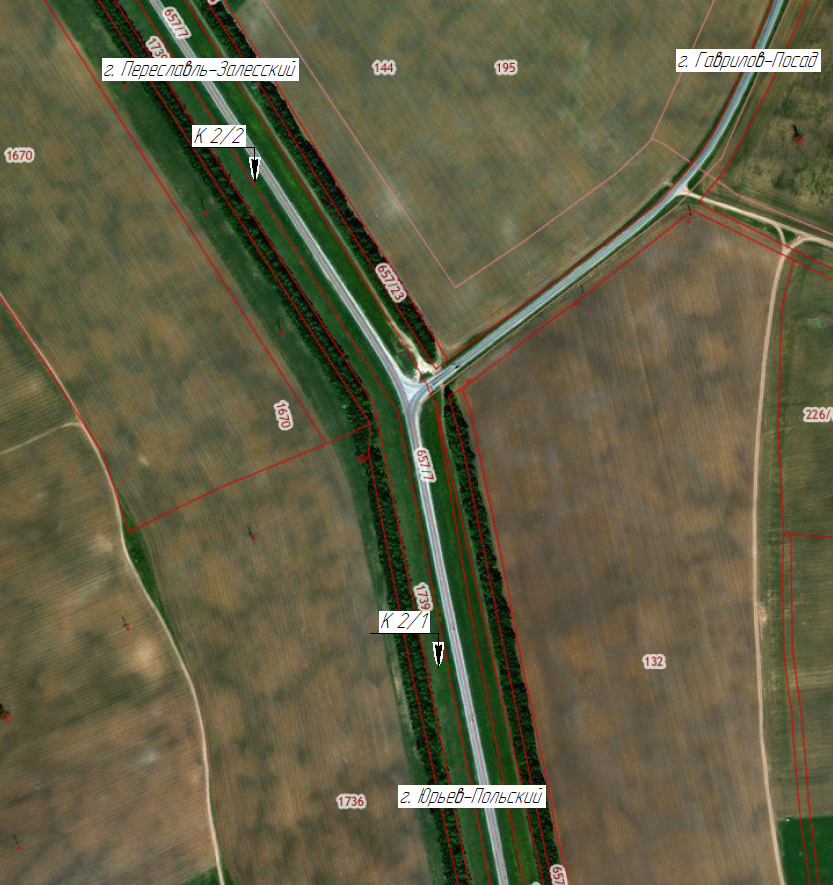 657/7
1739
г. Переславль-Залесский
144
195
г. Гаврилов-Посад
К 2/2
1670
657/23
1670
226/
657/7
1739
К 2/1
132
1736
г. Юрьев-Польский
657